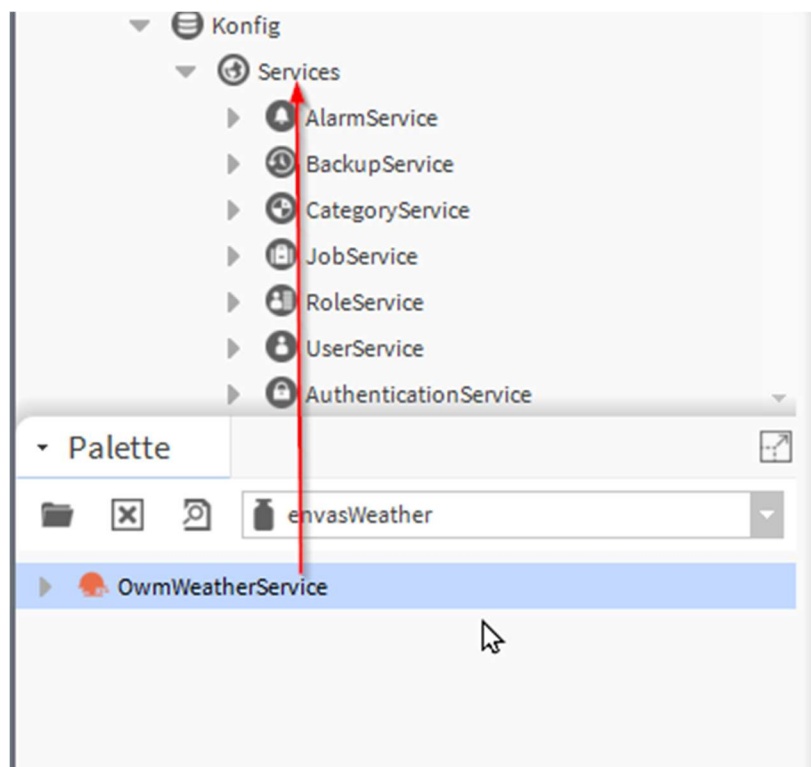 Konfig
Services
AlarmService
BackupService
CategoryService
JobService
RoleService
UserService
AuthenticationService
Palette
envasWeather
OwmWeatherService